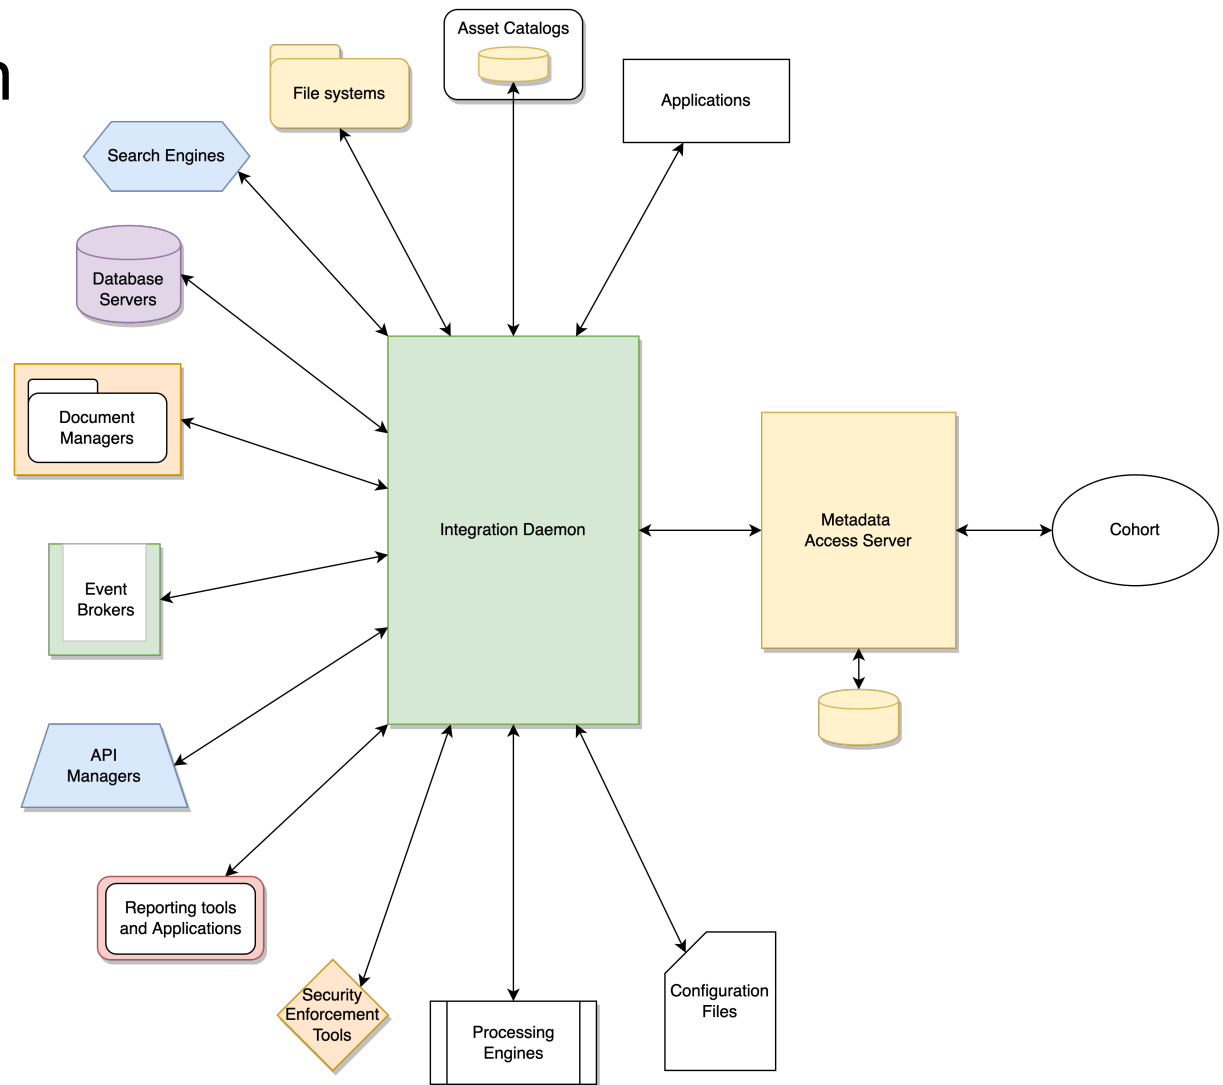 n
Asset Catalogs
File systems
Applications
Search Engines
Database
Servers
Document
Managers
Integration Daemon
Metadata
Access Server
Cohort
Event
Brokers
API
Managers
Reporting tools
and Applications
Security
Enforcement
Tools
Processing
Engines
Configuration
Files